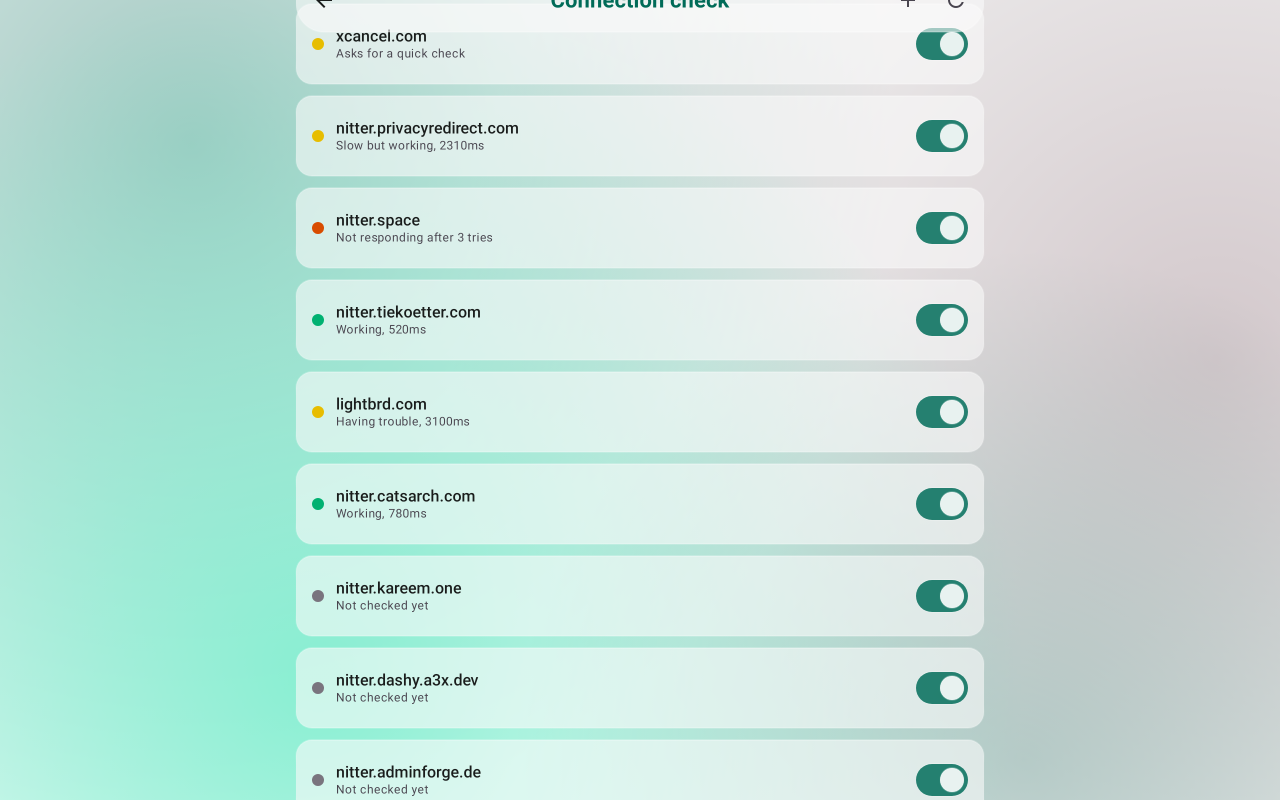 Connection check
xcancel.com
Asks for a quick check
nitter.privacyredirect.com
Slow but working, 2310ms
nitter.space
Not responding after 3 tries
nitter.tiekoetter.com
Working, 520ms
lightbrd.com
Having trouble, 3100ms
nitter.catsarch.com
Working, 780ms
nitter.kareem.one
Not checked yet
nitter.dashy.a3x.dev
Not checked yet
nitter.adminforge.de
Not checked yet